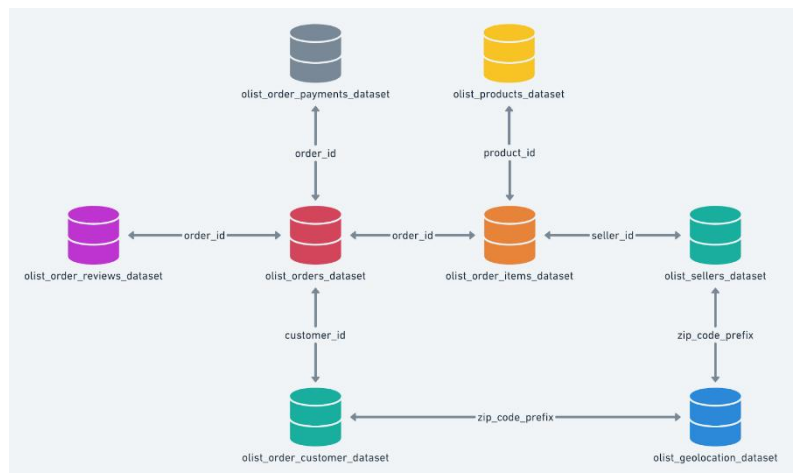 olist_order_payments_dataset
olist_products_dataset
order_id
product_id
order_id
order_id
seller_id
olist_order_reviews_dataset
olist_orders_dataset
olist_order_items_dataset
olist_sellers_dataset
customer_id
zip_code_prefix
zip_code_prefix
olist_order_customer_dataset
olist_geolocation_dataset